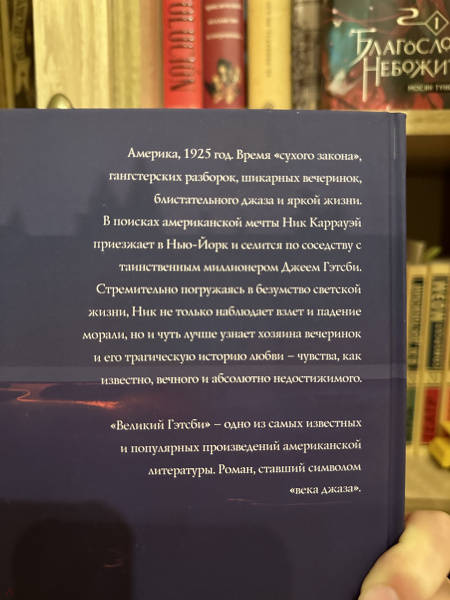 БЛАГОСЛО
НЕБОЖИТ
I
Америка, 1925 год. Время «сухого закона»,
гангстерских разборок, шикарных вечеринок,
блистательного джаза и яркой жизни.
В поисках американской мечты Ник Каррауэй
приезжает в Нью-Йорк и селится по соседству с
таинственным миллионером Джеем Гэтсби.
Стремительно погружаясь в безумство светской
жизни, Ник не только наблюдает взлет и падение
морали, но и чуть лучше узнает хозяина вечеринок
и его трагическую историю любви – чувства, как
известно, вечного и абсолютно недостижимого.
«Великий Гэтсби» – одно из самых известных
и популярных произведений американской
литературы. Роман, ставший символом
«века джаза».